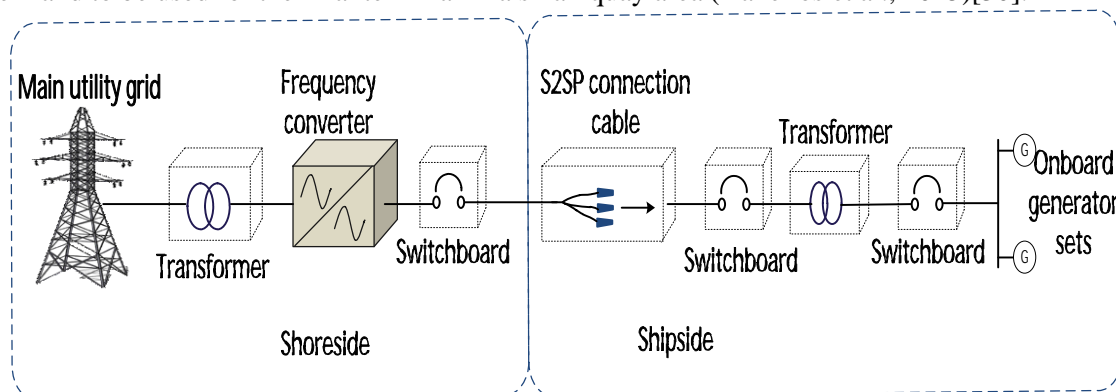 Main utility grid
Frequency
converter
S2SP connection
cable
Transformer
G
Onboard
generator
sets
G
Transformer
Switchboard
Switchboard
Switchboard
Shoreside
Shipside